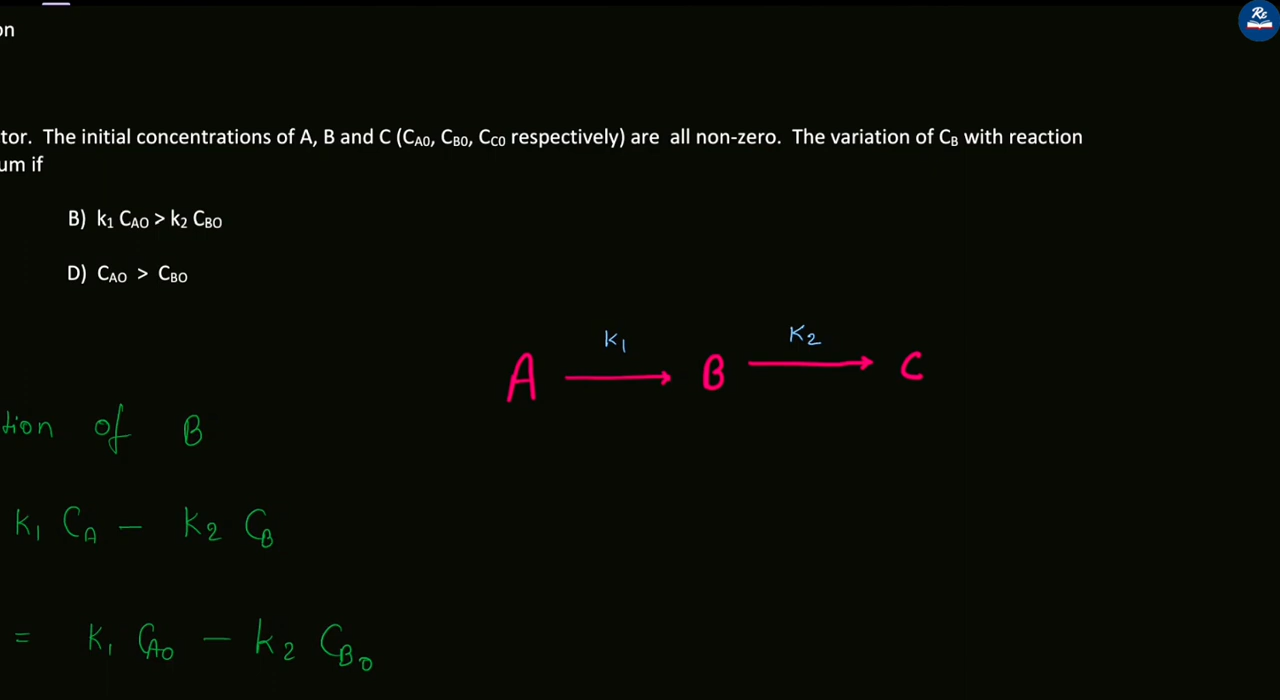 Re
on
tor. The initial concentrations of A, B and C (CA0, CB0, CC0 respectively) are all non-zero. The variation of CB with reaction
um if
B) k1 CAO > k2 CBO
D) CAO > CBO
K1 K2
A → B → C
tion of B
K1 CA – K2 CB
= K1 CAO – K2 CBO